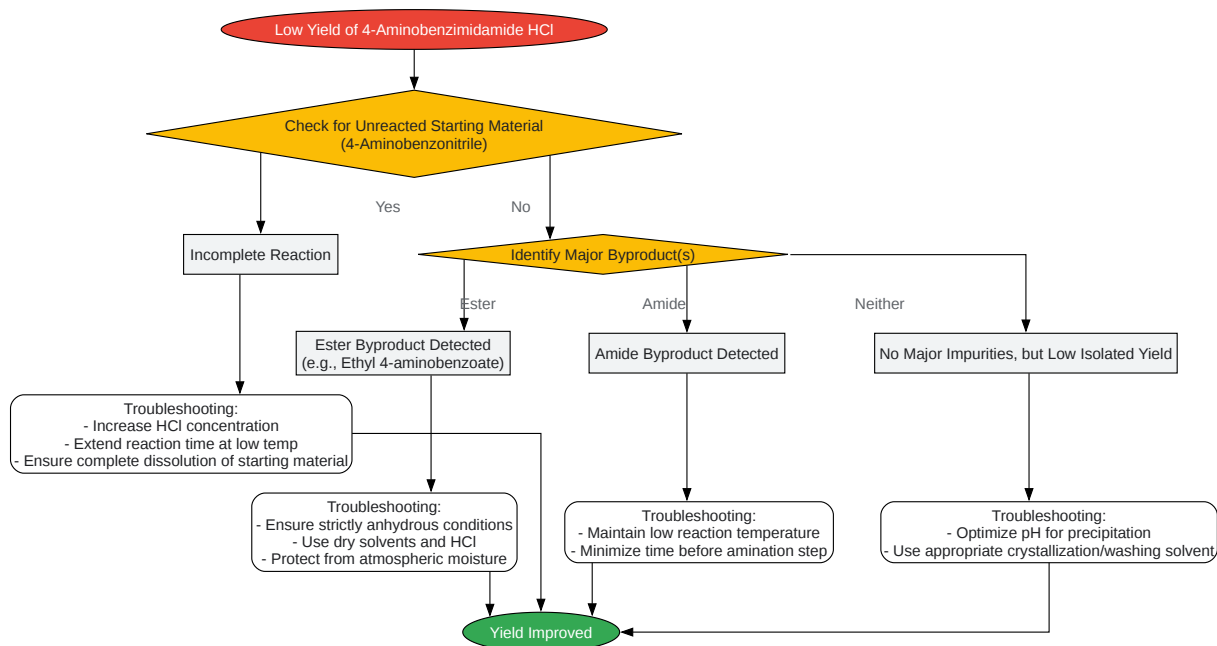 Low Yield of 4-Aminobenzimidamide HCl
Check for Unreacted Starting Material
(4-Aminobenzonitrile)
Yes
No
Incomplete Reaction
Identify Major Byproduct(s)
Ester
Amide
Neither
Ester Byproduct Detected
(e.g., Ethyl 4-aminobenzoate)
Amide Byproduct Detected
No Major Impurities, but Low Isolated Yield
Troubleshooting:
- Increase HCl concentration
- Extend reaction time at low temp
- Ensure complete dissolution of starting material
Troubleshooting:
- Ensure strictly anhydrous conditions
- Use dry solvents and HCl
- Protect from atmospheric moisture
Troubleshooting:
- Maintain low reaction temperature
- Minimize time before amination step
Troubleshooting:
- Optimize pH for precipitation
- Use appropriate crystallization/washing solvent
Yield Improved